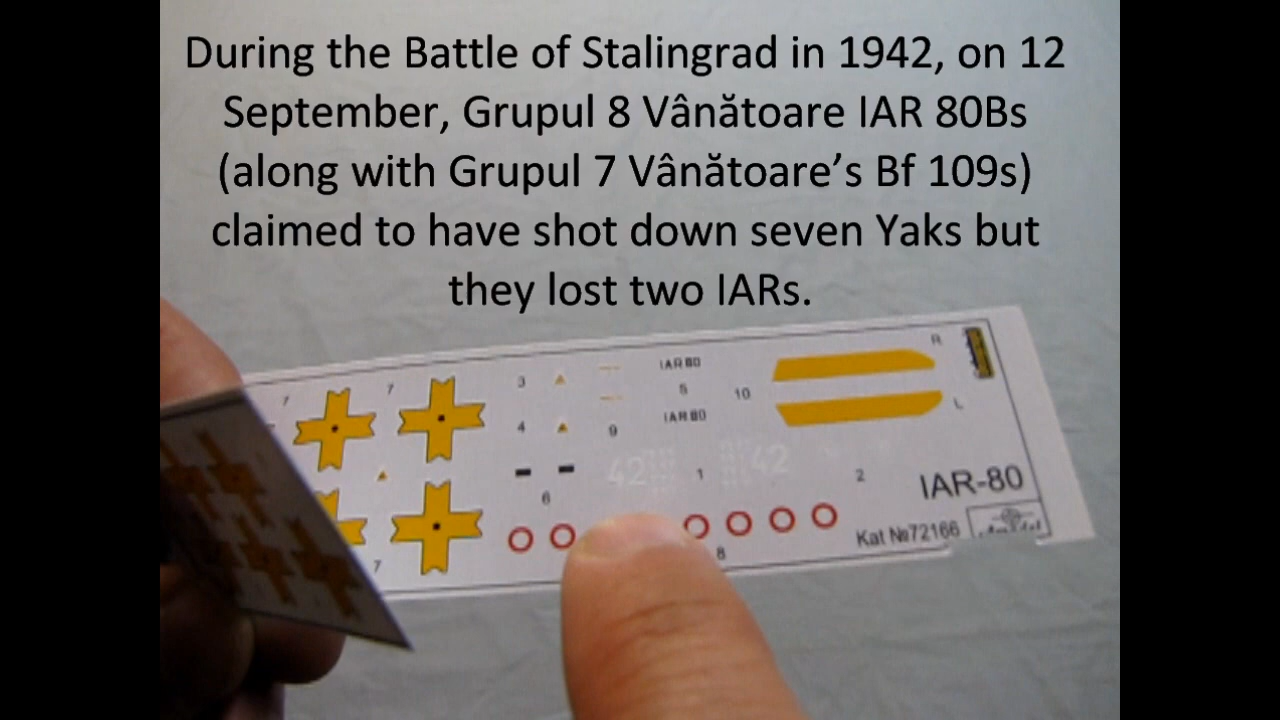 During the Battle of Stalingrad in 1942, on 12
September, Grupul 8 Vânătoare IAR 80Bs
(along with Grupul 7 Vânătoare’s Bf 109s)
claimed to have shot down seven Yaks but
they lost two IARs.
7 7 3 IAR 80 R
5 10
4 9 IAR 80 L
42 1 42 2
6 IAR-80
Kat №72166
7 8